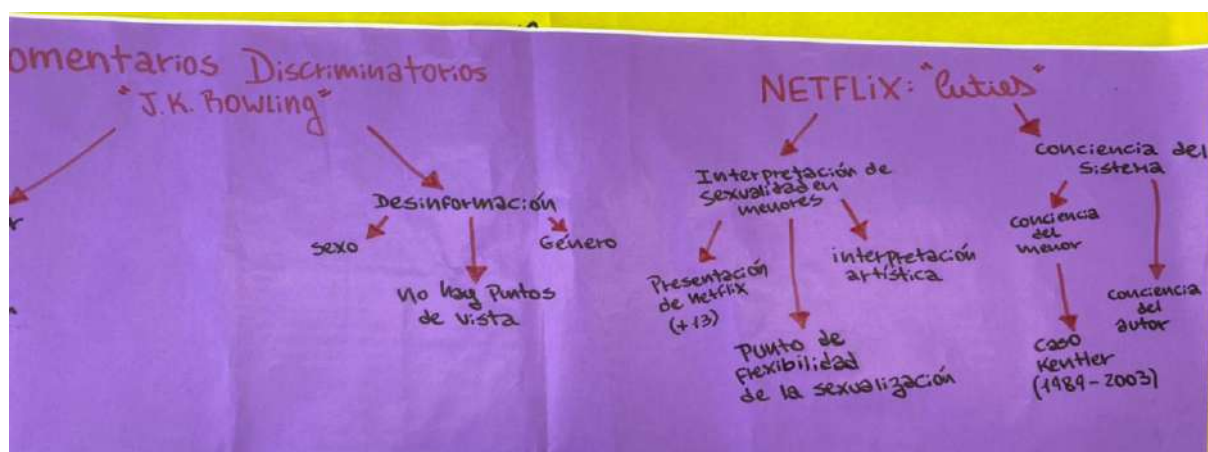 omentarios Discriminatorios
"J.K. Rowling"
Desinformación
sexo
Género
No hay Puntos
de vista
NETFLiX: "Cuties"
Interpretación de
sexualidad en
menores
Presentación
de Netflix
(+13)
Punto de
flexibilidad
de la sexualización
interpretación
artística
Conciencia del
Sistema
conciencia
del
menor
Caso
Kentler
(1989-2003)
conciencia
del
autor